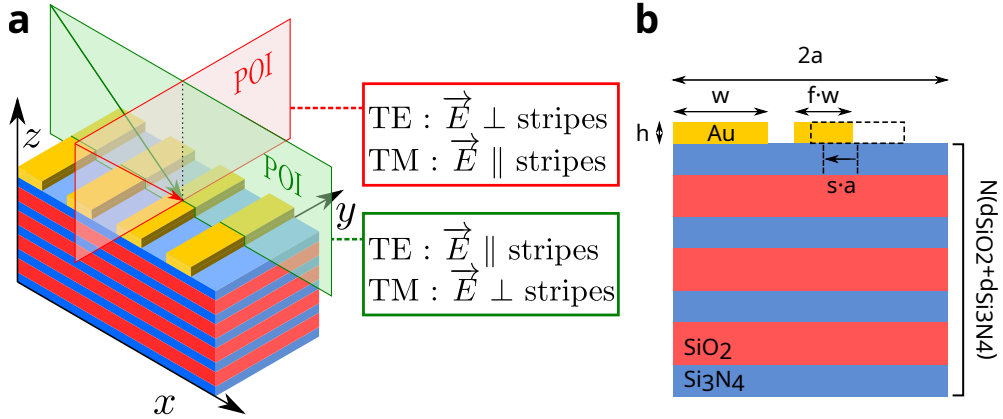 a
z
y
x
POI
POI
TE : E ⊥ stripes
TM : E ∥ stripes
TE : E ∥ stripes
TM : E ⊥ stripes
b
2a
w
f·w
h
Au
s·a
SiO2
Si3N4
N(dSiO2+dSi3N4)